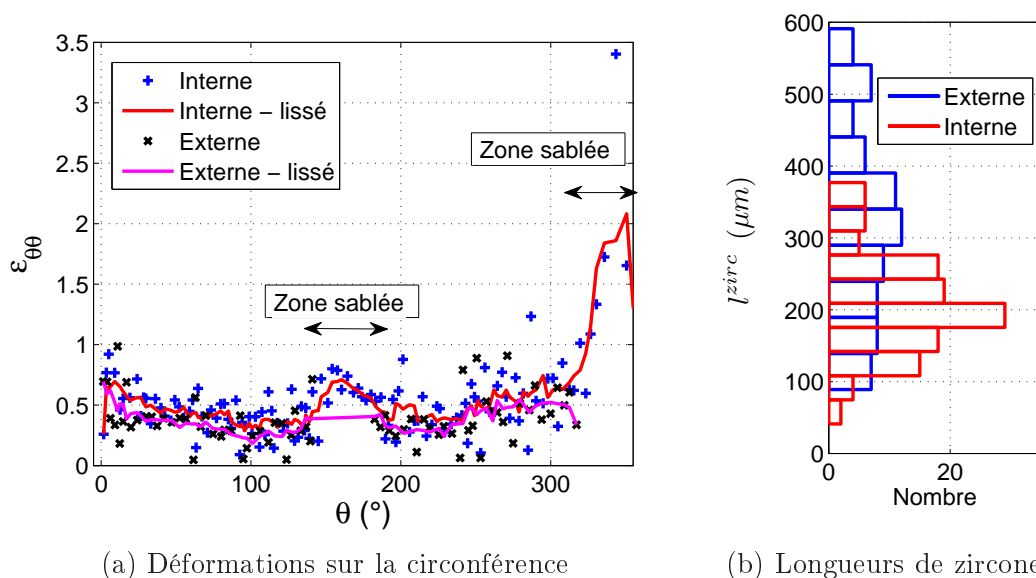 3.5
3
2.5
2
1.5
1
0.5
0
0
100
200
300
ε_θθ
θ (°)
Interne
Interne − lissé
Externe
Externe − lissé
Zone sablée
Zone sablée
(a) Déformations sur la circonférence
600
500
400
300
200
100
0
0
20
l^zirc (μm)
Nombre
Externe
Interne
(b) Longueurs de zircone